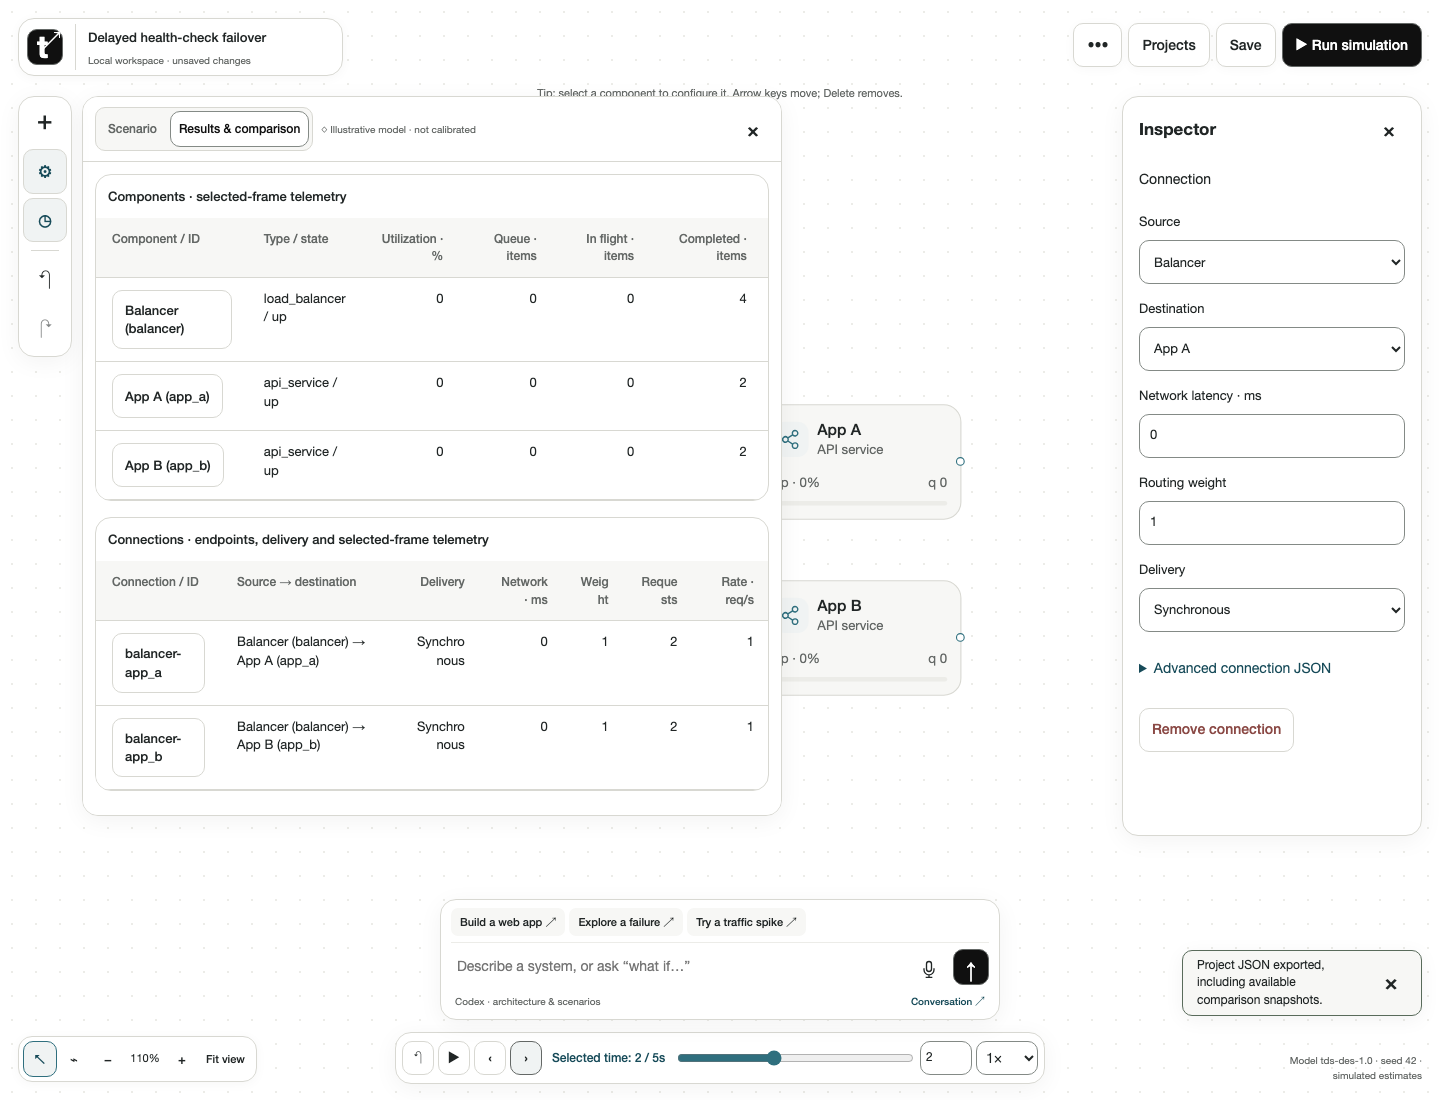 t
Delayed health-check failover
Local workspace · unsaved changes
•••
Projects
Save
▶ Run simulation
Tip: select a component to configure it. Arrow keys move; Delete removes.
+
Scenario
Results & comparison
◊ Illustrative model · not calibrated
×
Components · selected-frame telemetry
Component / ID Type / state Utilization · Queue · In flight · Completed ·
% items items items
Balancer load_balancer 0 0 0 4
(balancer) / up
App A (app_a) api_service / 0 0 0 2
up
App B (app_b) api_service / 0 0 0 2
up
Connections · endpoints, delivery and selected-frame telemetry
Connection / ID Source → destination Delivery Network Weig Reque Rate ·
· ms ht sts req/s
balancer- Balancer (balancer) → Synchro 0 1 2 1
app_a App A (app_a) nous
balancer- Balancer (balancer) → Synchro 0 1 2 1
app_b App B (app_b) nous
App A
API service
p · 0% q 0
App B
API service
p · 0% q 0
Inspector
×
Connection
Source
Balancer
Destination
App A
Network latency · ms
0
Routing weight
1
Delivery
Synchronous
▶ Advanced connection JSON
Remove connection
Build a web app ↗
Explore a failure ↗
Try a traffic spike ↗
Describe a system, or ask “what if…”
↑
Codex · architecture & scenarios
Conversation ↗
Project JSON exported,
including available
comparison snapshots.
×
− 110% + Fit view
▶ ‹ › Selected time: 2 / 5s 2 1×
Model tds-des-1.0 · seed 42 ·
simulated estimates